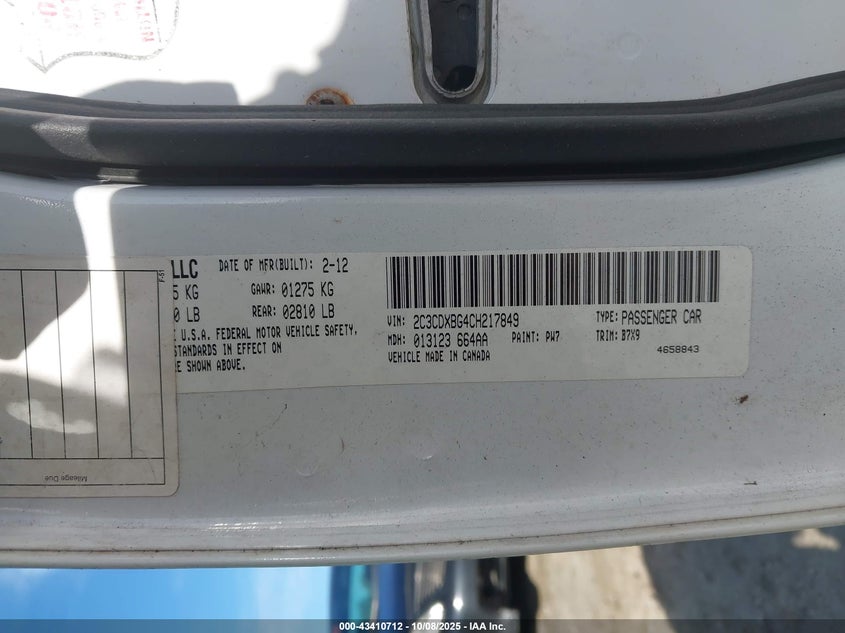 LLC DATE OF MFR(BUILT): 2-12
5 KG GAWR: 01275 KG
0 LB REAR: 02810 LB
E U.S.A. FEDERAL MOTOR VEHICLE SAFETY,
STANDARDS IN EFFECT ON
E SHOWN ABOVE.
F-51
VIN: 2C3CDXBG4CH217849 TYPE: PASSENGER CAR
MDH: 013123 664AA PAINT: PW7 TRIM: B7X9
VEHICLE MADE IN CANADA 4658843
Mileage Due
000-43410712 - 10/08/2025 - IAA Inc.